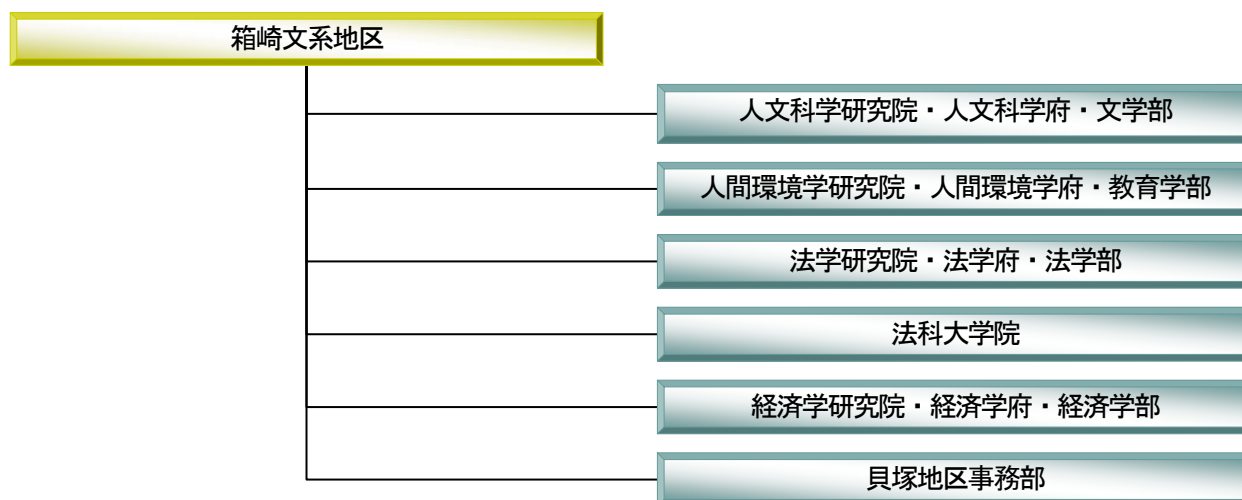 箱崎文系地区
人文科学研究院・人文科学府・文学部
人間環境学研究院・人間環境学府・教育学部
法学研究院・法学府・法学部
法科大学院
経済学研究院・経済学府・経済学部
貝塚地区事務部